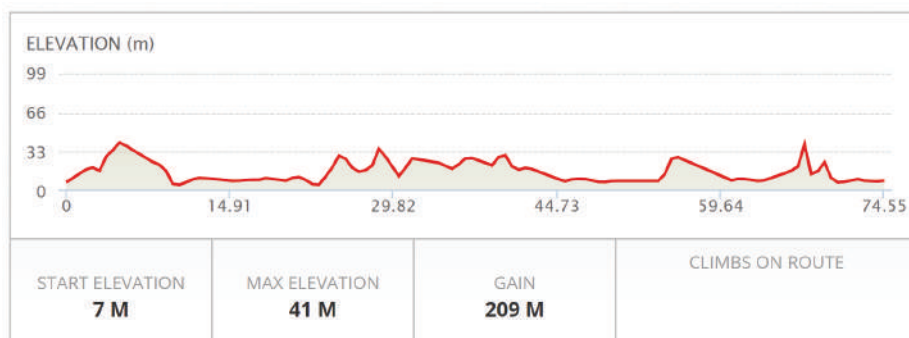 ELEVATION (m)
99
66
33
0
0 14.91 29.82 44.73 59.64 74.55
START ELEVATION
7 M
MAX ELEVATION
41 M
GAIN
209 M
CLIMBS ON ROUTE